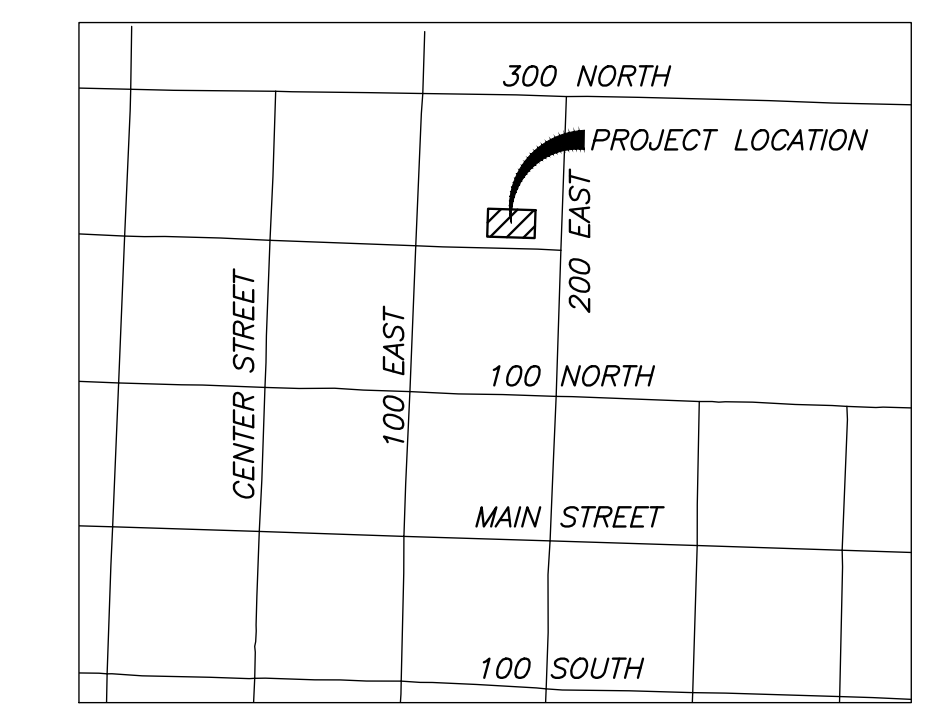 300 NORTH
PROJECT LOCATION
200 EAST
CENTER STREET
100 EAST
100 NORTH
MAIN STREET
100 SOUTH